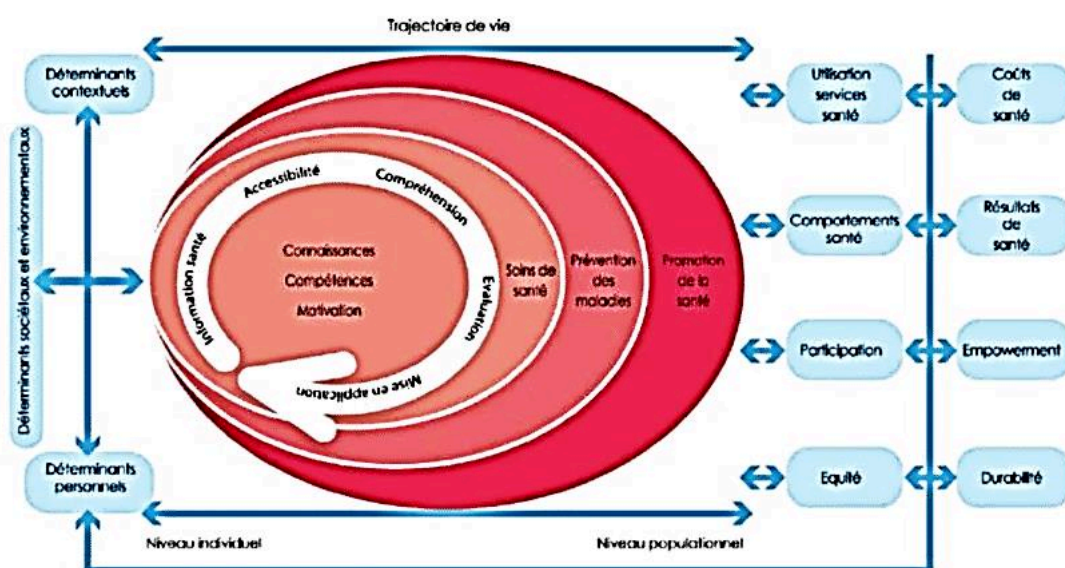 Trajectoire de vie
Déterminants
contextuels
Déterminants sociétaux et environnementaux
Déterminants
personnels
Information santé
Accessibilité
Compréhension
Evaluation
Mise en application
Connaissances
Compétences
Motivation
Soins de
santé
Prévention
des
maladies
Promotion
de la
santé
Utilisation
services
santé
Coûts
de
santé
Comportements
santé
Résultats
de
santé
Participation
Empowerment
Equité
Durabilité
Niveau individuel
Niveau populationnel